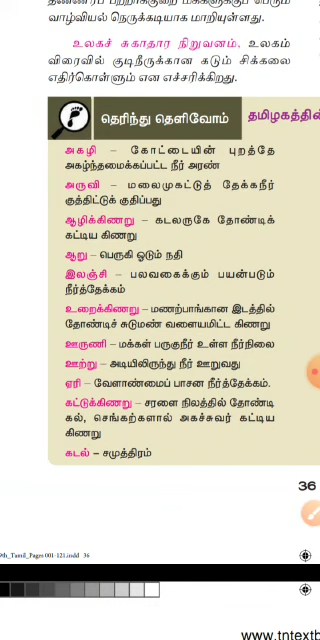 வாழ்வியல் நெருக்கடியாக மாறியுள்ளது.
உலகச் சுகாதார நிறுவனம், உலகம்
விரைவில் குடிநீருக்கான கடும் சிக்கலை
எதிர்கொள்ளும் என எச்சரிக்கிறது.
தெரிந்து தெளிவோம்
தமிழகத்தின்
அகழி – கோட்டையின் புறத்தே
அகழ்ந்தமைக்கப்பட்ட நீர் அரண்
அருவி – மலைமுகட்டுத் தேக்கநீர்
குத்திட்டுக் குதிப்பது
ஆழிக்கிணறு – கடலருகே தோண்டிக்
கட்டிய கிணறு
ஆறு – பெருகி ஓடும் நதி
இலஞ்சி – பலவகைக்கும் பயன்படும்
நீர்த்தேக்கம்
உறைக்கிணறு – மணற்பாங்கான இடத்தில்
தோண்டிச் சுடுமண் வளையமிட்ட கிணறு
ஊருணி – மக்கள் பருகுநீர் உள்ள நீர்நிலை
ஊற்று – அடியிலிருந்து நீர் ஊறுவது
ஏரி – வேளாண்மைப் பாசன நீர்த்தேக்கம்.
கட்டுக்கிணறு – சரளை நிலத்தில் தோண்டி
கல், செங்கற்களால் அகச்சுவர் கட்டிய
கிணறு
கடல் – சமுத்திரம்
36
9th_Tamil_Pages 001-121.indd 36
www.tntextb